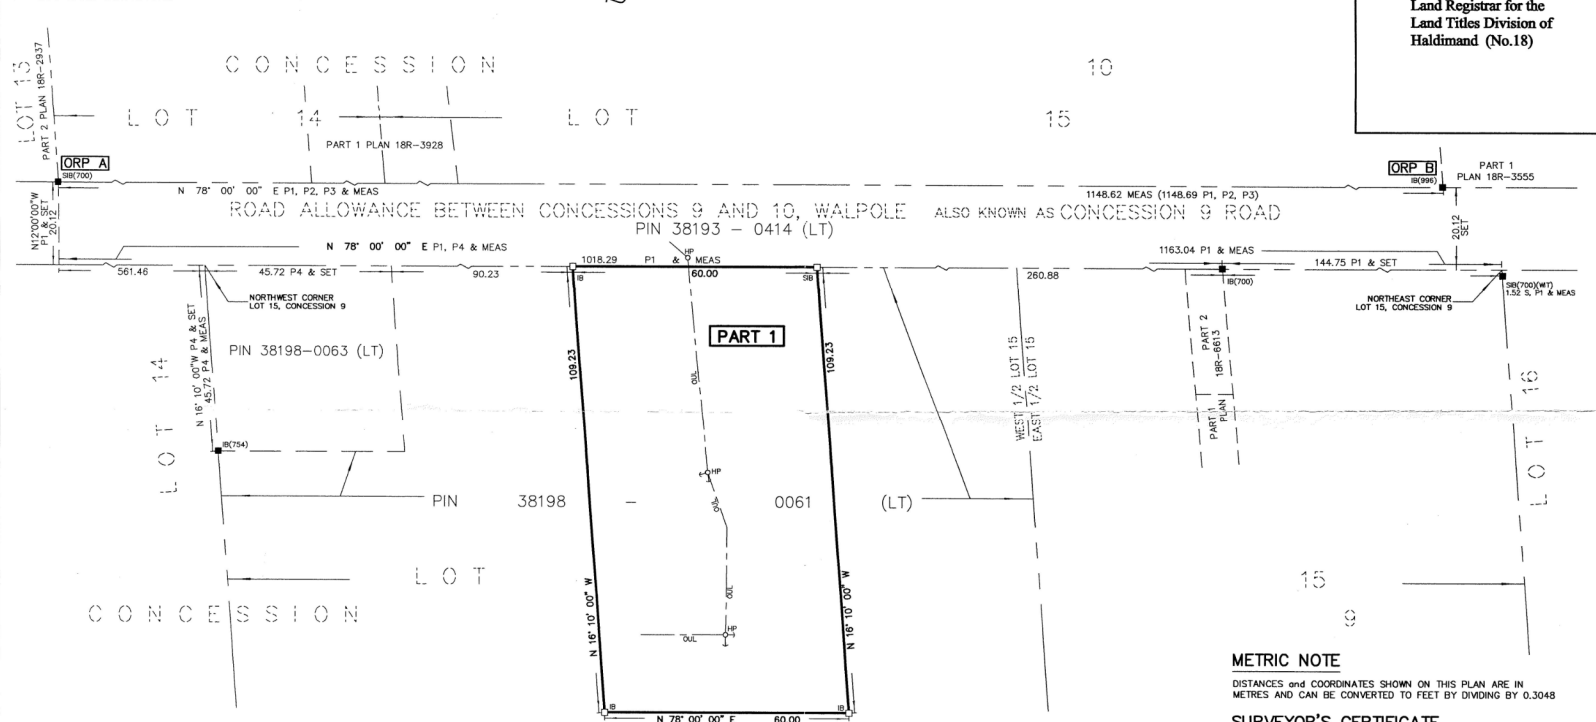 Land Registrar for the
Land Titles Division of
Haldimand (No.18)
CONCESSION
10
LOT 13
PART 2 PLAN 18R-2937
LOT 14
LOT 15
PART 1 PLAN 18R-3928
ORP A
SIB(700)
ORP B
IB(996)
PART 1
PLAN 18R-3555
N 78° 00' 00" E P1, P2, P3 & MEAS
1148.62 MEAS (1148.69 P1, P2, P3)
N12°00'00"W
P1 & SET
20.12
ROAD ALLOWANCE BETWEEN CONCESSIONS 9 AND 10, WALPOLE ALSO KNOWN AS CONCESSION 9 ROAD
PIN 38193 - 0414 (LT)
20.12
SET
N 78° 00' 00" E P1, P4 & MEAS
HP
1163.04 P1 & MEAS
1018.29 P1 & MEAS
144.75 P1 & SET
561.46
45.72 P4 & SET
90.23
IB
60.00
SIB
260.88
IB(700)
SIB(700)(WIT)
1.52 S. P1 & MEAS
NORTHWEST CORNER
LOT 15, CONCESSION 9
NORTHEAST CORNER
LOT 15, CONCESSION 9
N 16° 10' 00"W P4 & SET
45.72 P4 & MEAS
PIN 38198-0063 (LT)
PART 1
109.23
109.23
OUL
WEST 1/2 LOT 15
EAST 1/2 LOT 15
PART 2
18R-6613
PART 1
PLAN
LOT 14
LOT 16
IB(754)
HP
OUL
PIN 38198 - 0061 (LT)
OUL
LOT
15
CONCESSION
9
N 16° 10' 00" W
N 16° 10' 00" W
HP
OUL
METRIC NOTE
DISTANCES and COORDINATES SHOWN ON THIS PLAN ARE IN
METRES AND CAN BE CONVERTED TO FEET BY DIVIDING BY 0.3048
IB
IB
N 78° 00' 00" E 60.00
SURVEYOR'S CERTIFICATE